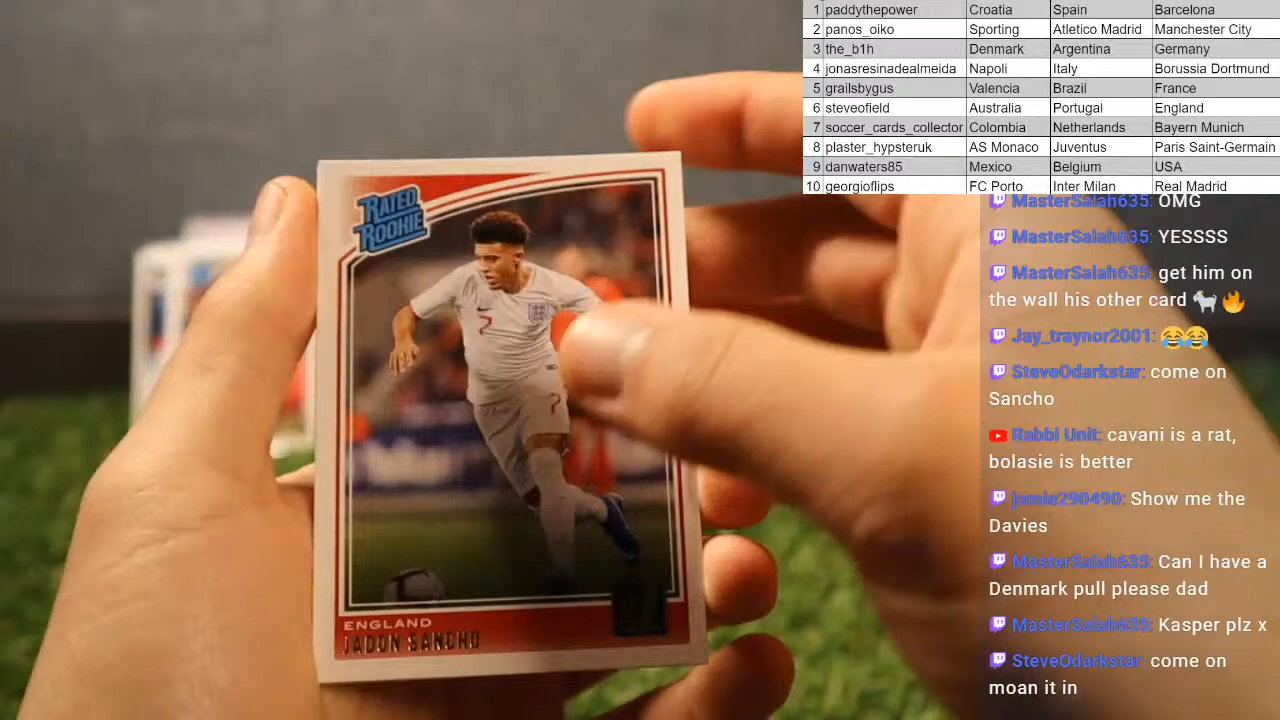 1 paddythepower Croatia Spain Barcelona
2 panos_oiko Sporting Atletico Madrid Manchester City
3 the_b1h Denmark Argentina Germany
4 jonasresinadealmeida Napoli Italy Borussia Dortmund
5 grailsbygus Valencia Brazil France
6 steveofield Australia Portugal England
7 soccer_cards_collector Colombia Netherlands Bayern Munich
8 plaster_hypsteruk AS Monaco Juventus Paris Saint-Germain
9 danwaters85 Mexico Belgium USA
10 georgioflips FC Porto Inter Milan Real Madrid
MasterSalah635: OMG
MasterSalah635: YESSSS
MasterSalah635: get him on
the wall his other card 🐐🔥
Jay_traynor2001: 😂😂
SteveOdarkstar: come on
Sancho
Rabbi Unit: cavani is a rat,
bolasie is better
jamie290490: Show me the
Davies
MasterSalah635: Can I have a
Denmark pull please dad
MasterSalah635: Kasper plz x
SteveOdarkstar: come on
moan it in
RATED
ROOKIE
7
7
ENGLAND
JADON SANCHO